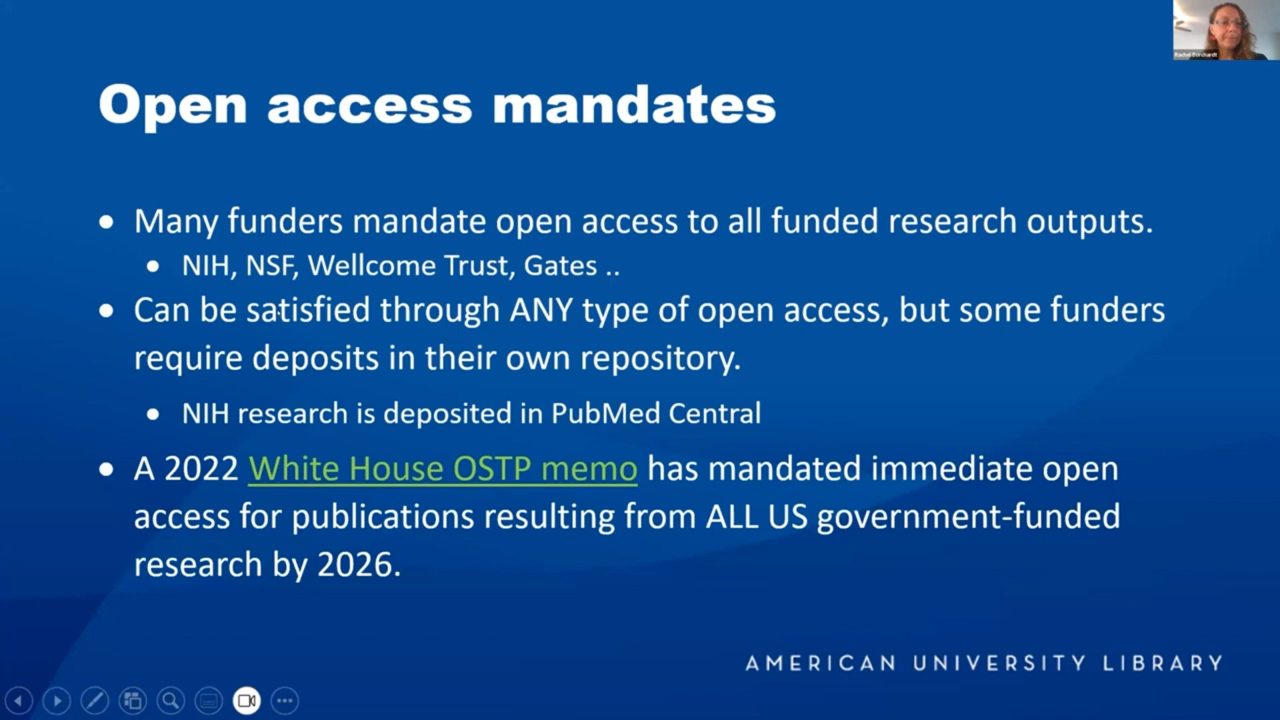 Rachel Borchardt
Open access mandates
• Many funders mandate open access to all funded research outputs.
• NIH, NSF, Wellcome Trust, Gates ..
• Can be satisfied through ANY type of open access, but some funders
require deposits in their own repository.
• NIH research is deposited in PubMed Central
• A 2022 White House OSTP memo has mandated immediate open
access for publications resulting from ALL US government-funded
research by 2026.
AMERICAN UNIVERSITY LIBRARY